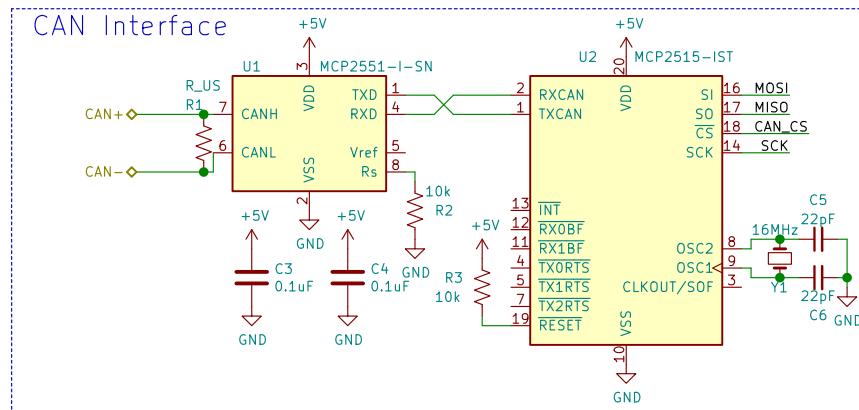 CAN Interface
+5V
U1
MCP2551-I-SN
3
VDD
TXD
1
RXD
4
R_US
R1
CAN+
7
CANH
CAN-
6
CANL
Vref
5
Rs
8
VSS
2
GND
10k
R2
GND
+5V
C3
0.1uF
GND
+5V
C4
0.1uF
GND
+5V
U2
MCP2515-IST
20
VDD
2
RXCAN
1
TXCAN
SI
16
MOSI
SO
17
MISO
CS
18
CAN_CS
SCK
14
SCK
13
INT
12
RX0BF
11
RX1BF
4
TX0RTS
5
TX1RTS
7
TX2RTS
19
RESET
+5V
R3
10k
OSC2
8
OSC1
9
CLKOUT/SOF
3
16MHz
Y1
C5
22pF
22pF
C6
GND
VSS
10
GND